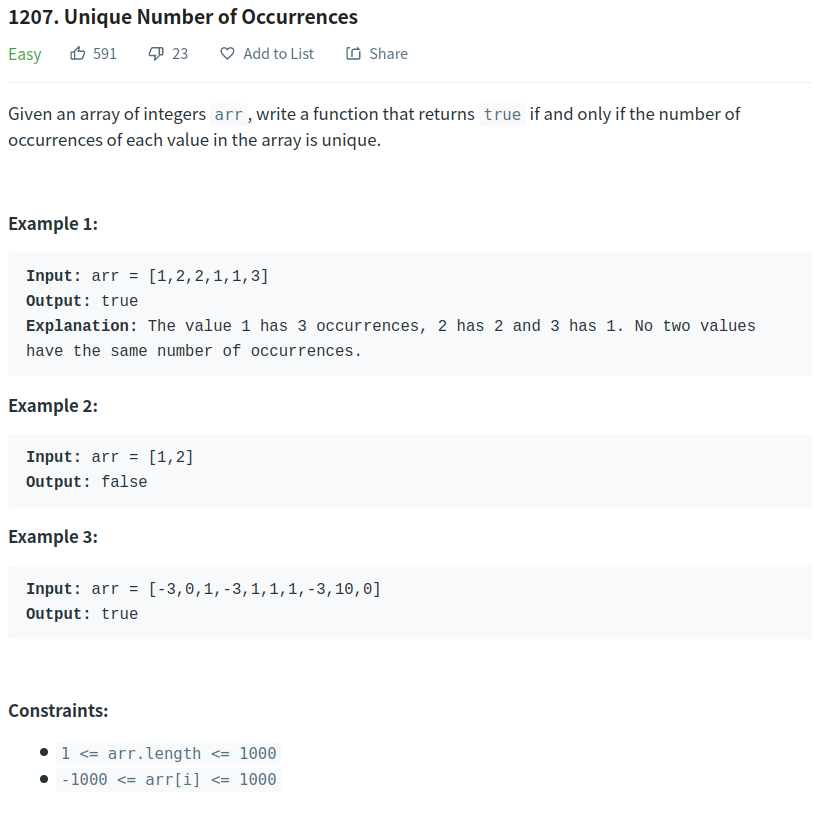 1207. Unique Number of Occurrences
Easy 591 23 Add to List Share
Given an array of integers arr, write a function that returns true if and only if the number of
occurrences of each value in the array is unique.
Example 1:
Input: arr = [1,2,2,1,1,3]
Output: true
Explanation: The value 1 has 3 occurrences, 2 has 2 and 3 has 1. No two values
have the same number of occurrences.
Example 2:
Input: arr = [1,2]
Output: false
Example 3:
Input: arr = [-3,0,1,-3,1,1,1,-3,10,0]
Output: true
Constraints:
1 <= arr.length <= 1000
-1000 <= arr[i] <= 1000